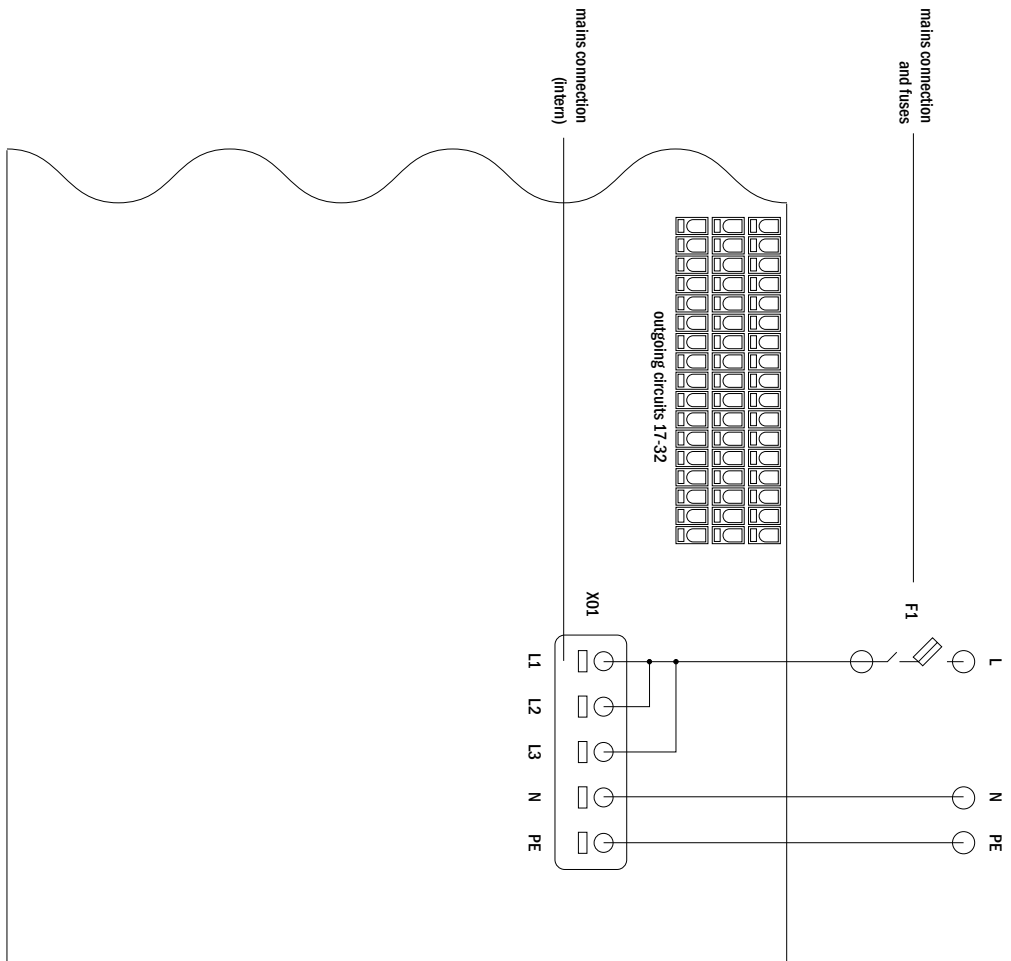 mains connection
(intern)
mains connection
and fuses
outgoing circuits 17-32
X01
F1
L1
L2
L3
N
PE
L
N
PE